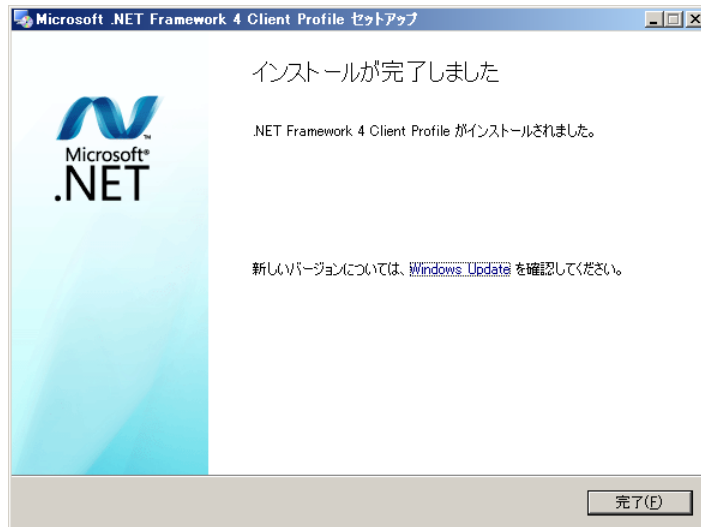 Microsoft .NET Framework 4 Client Profile セットアップ
インストールが完了しました
.NET Framework 4 Client Profile がインストールされました。
Microsoft®
.NET
™
新しいバージョンについては、Windows Update を確認してください。
完了(F)